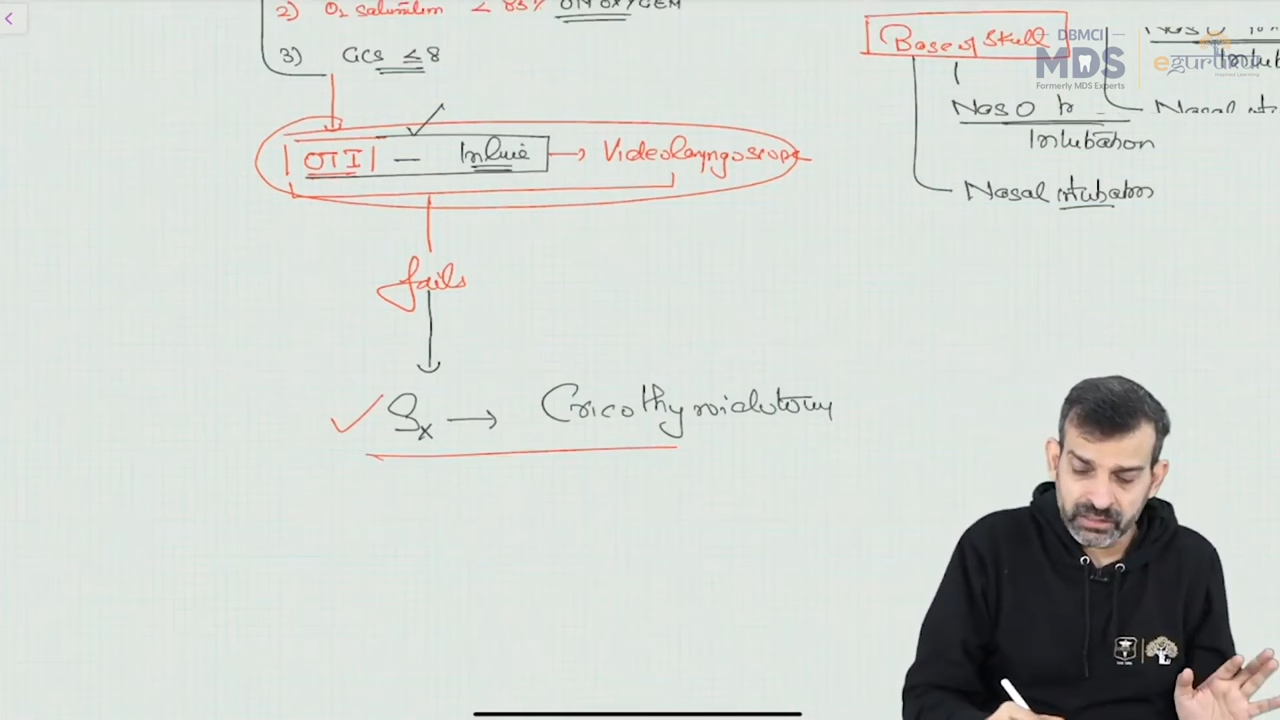 2) O2 saturation < 85% ON OXYGEN
3) GCS ≤ 8
OTI — Inline → Videolaryngoscope
fails
Sx → Cricothyroidotomy
Base of Skull
Naso tr
Intubation
Nasal intubation
DBMCI
MDS
Formerly MDS Experts
egurukul